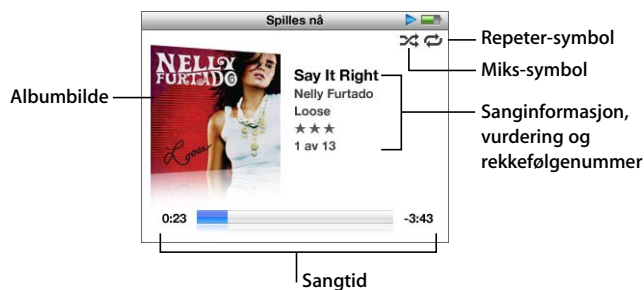 Spilles nå
Repeter-symbol
Miks-symbol
Albumbilde
NELLY
FURTADO
Loose
Say It Right
Nelly Furtado
Loose
★★★
1 av 13
Sanginformasjon,
vurdering og
rekkefølgenummer
0:23
-3:43
Sangtid